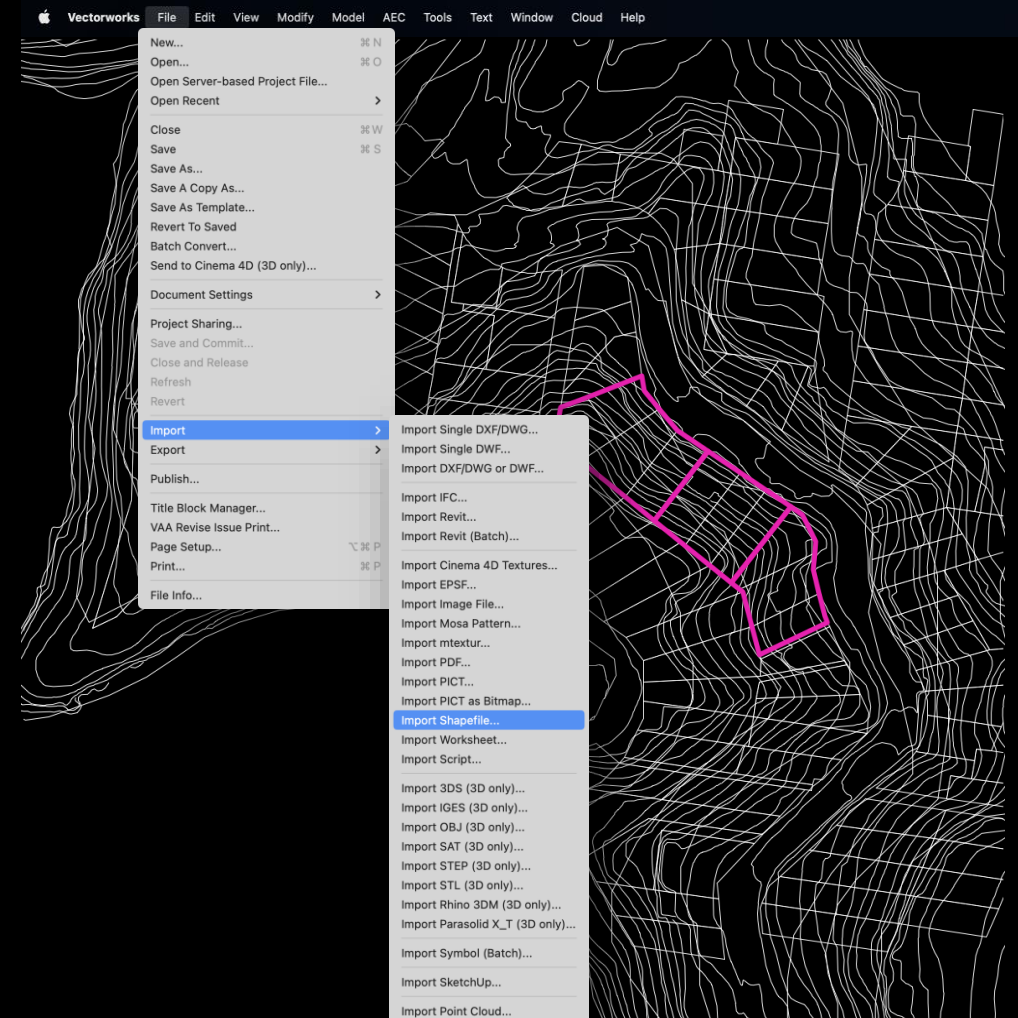 Vectorworks File Edit View Modify Model AEC Tools Text Window Cloud Help
New... ⌘ N
Open... ⌘ O
Open Server-based Project File...
Open Recent
Close ⌘ W
Save ⌘ S
Save As...
Save A Copy As...
Save As Template...
Revert To Saved
Batch Convert...
Send to Cinema 4D (3D only)...
Document Settings
Project Sharing...
Save and Commit...
Close and Release
Refresh
Revert
Import
Export
Publish...
Title Block Manager...
VAA Revise Issue Print...
Page Setup... ⌥ ⌘ P
Print... ⌘ P
File Info...
Import Single DXF/DWG...
Import Single DWF...
Import DXF/DWG or DWF...
Import IFC...
Import Revit...
Import Revit (Batch)...
Import Cinema 4D Textures...
Import EPSF...
Import Image File...
Import Mosa Pattern...
Import mtextur...
Import PDF...
Import PICT...
Import PICT as Bitmap...
Import Shapefile...
Import Worksheet...
Import Script...
Import 3DS (3D only)...
Import IGES (3D only)...
Import OBJ (3D only)...
Import SAT (3D only)...
Import STEP (3D only)...
Import STL (3D only)...
Import Rhino 3DM (3D only)...
Import Parasolid X_T (3D only)...
Import Symbol (Batch)...
Import SketchUp...
Import Point Cloud...